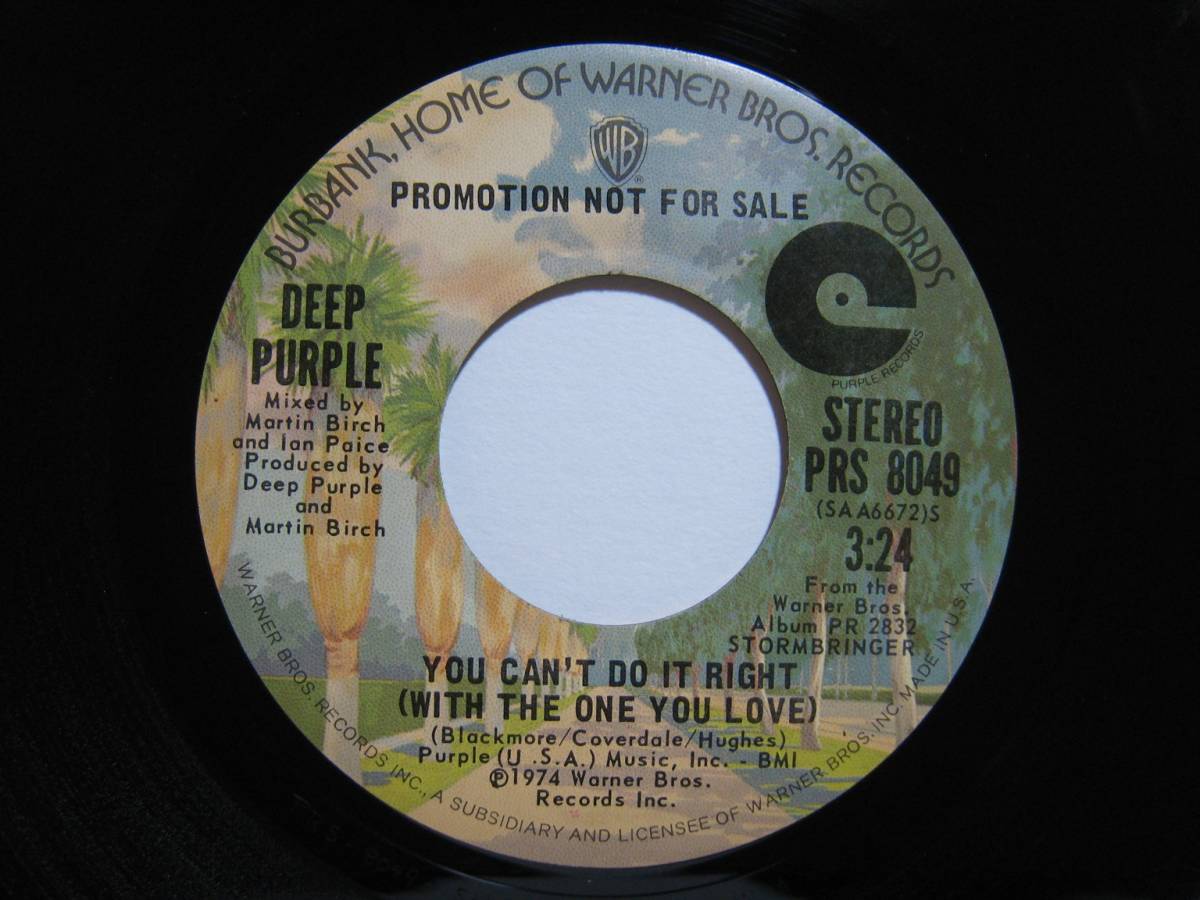 BURBANK, HOME OF WARNER BROS. RECORDS
WB
®
PROMOTION NOT FOR SALE
DEEP
PURPLE
Mixed by
Martin Birch
and Ian Paice
Produced by
Deep Purple
and
Martin Birch
PURPLE RECORDS
STEREO
PRS 8049
(SAA6672)S
3:24
From the
Warner Bros.
Album PR 2832
STORMBRINGER
YOU CAN'T DO IT RIGHT
(WITH THE ONE YOU LOVE)
(Blackmore/Coverdale/Hughes)
Purple (U.S.A.) Music, Inc. - BMI
℗1974 Warner Bros.
Records Inc.
WARNER BROS. RECORDS INC., A SUBSIDIARY AND LICENSEE OF WARNER BROS. INC. MADE IN U.S.A.